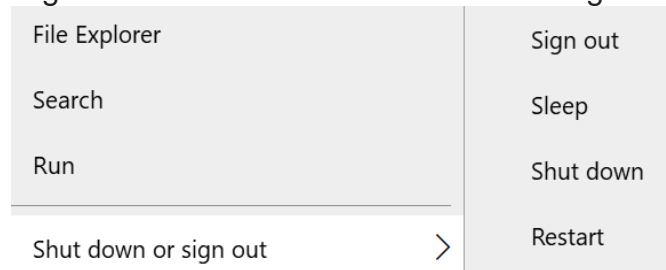 File Explorer
Search
Run
Shut down or sign out
Sign out
Sleep
Shut down
Restart